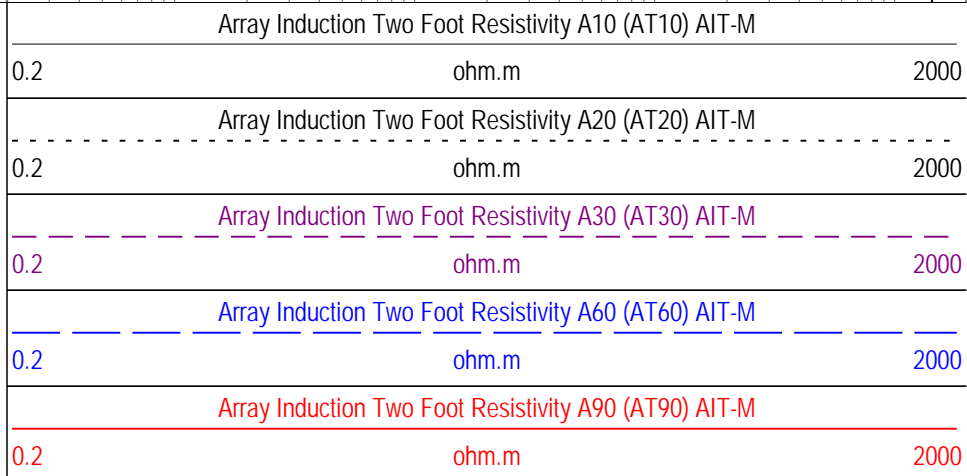 Array Induction Two Foot Resistivity A10 (AT10) AIT-M
0.2 ohm.m 2000
Array Induction Two Foot Resistivity A20 (AT20) AIT-M
0.2 ohm.m 2000
Array Induction Two Foot Resistivity A30 (AT30) AIT-M
0.2 ohm.m 2000
Array Induction Two Foot Resistivity A60 (AT60) AIT-M
0.2 ohm.m 2000
Array Induction Two Foot Resistivity A90 (AT90) AIT-M
0.2 ohm.m 2000